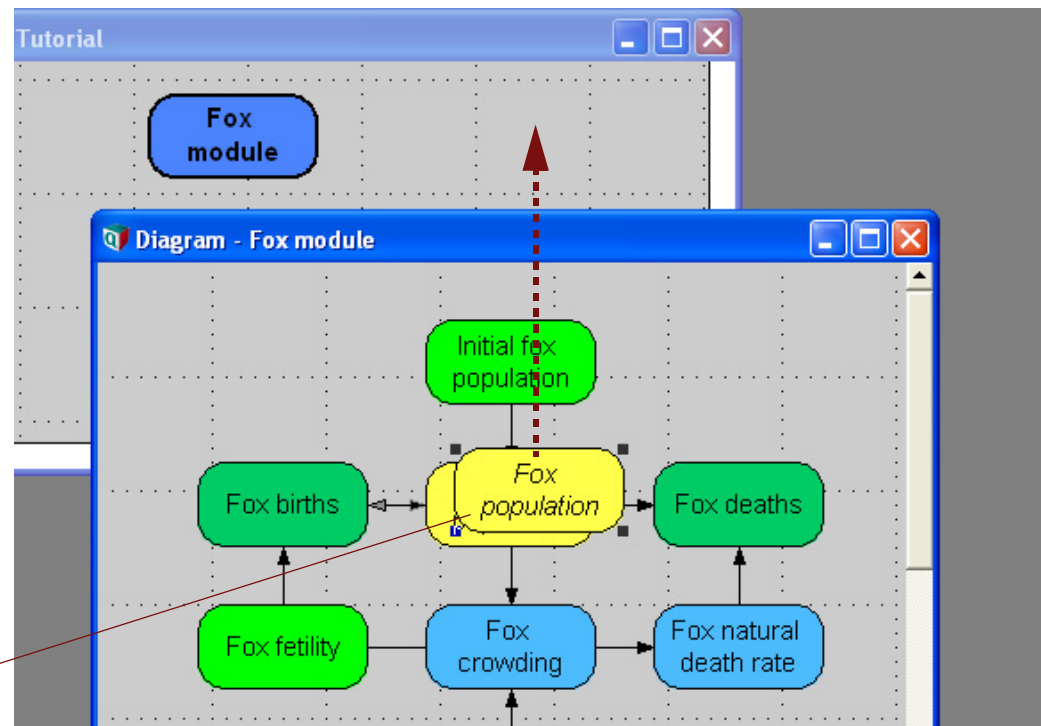 Tutorial
Fox
module
Diagram - Fox module
Initial fox
population
Fox births
Fox
population
Fox deaths
Fox fetility
Fox
crowding
Fox natural
death rate